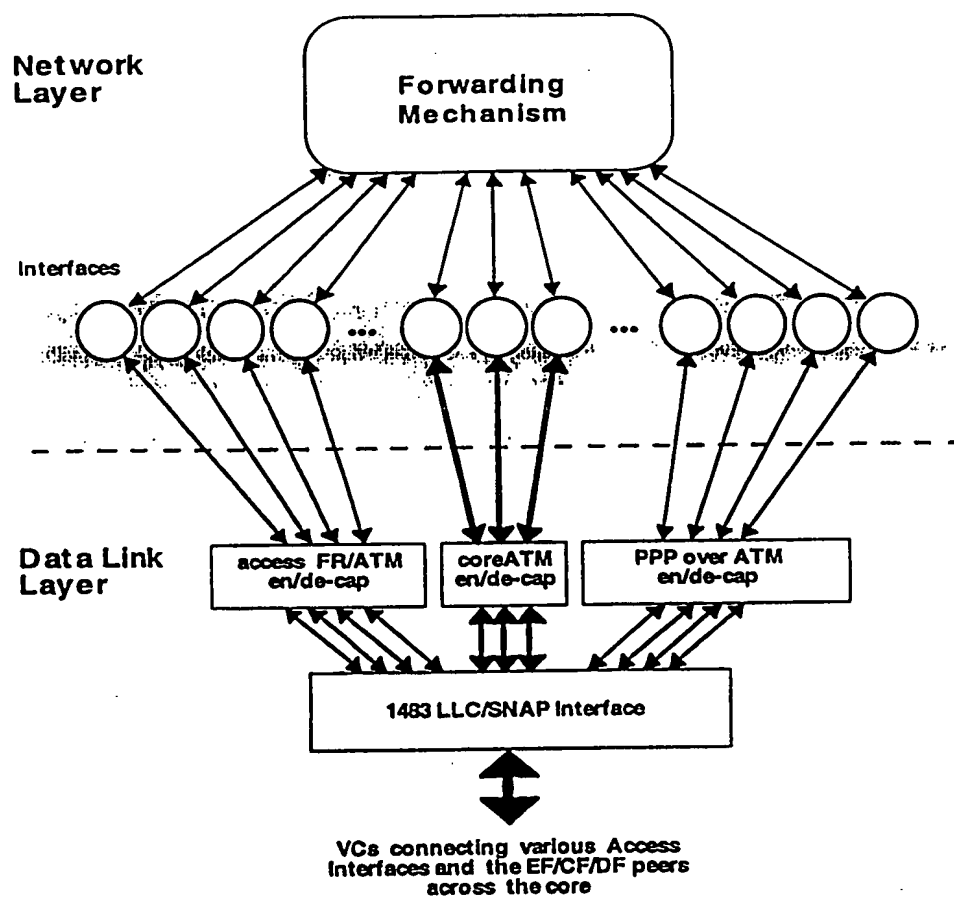 Network
Layer
Forwarding
Mechanism
Interfaces
...
...
Data Link
Layer
access FR/ATM
en/de-cap
coreATM
en/de-cap
PPP over ATM
en/de-cap
1483 LLC/SNAP Interface
VCs connecting various Access
Interfaces and the EF/CF/DF peers
across the core